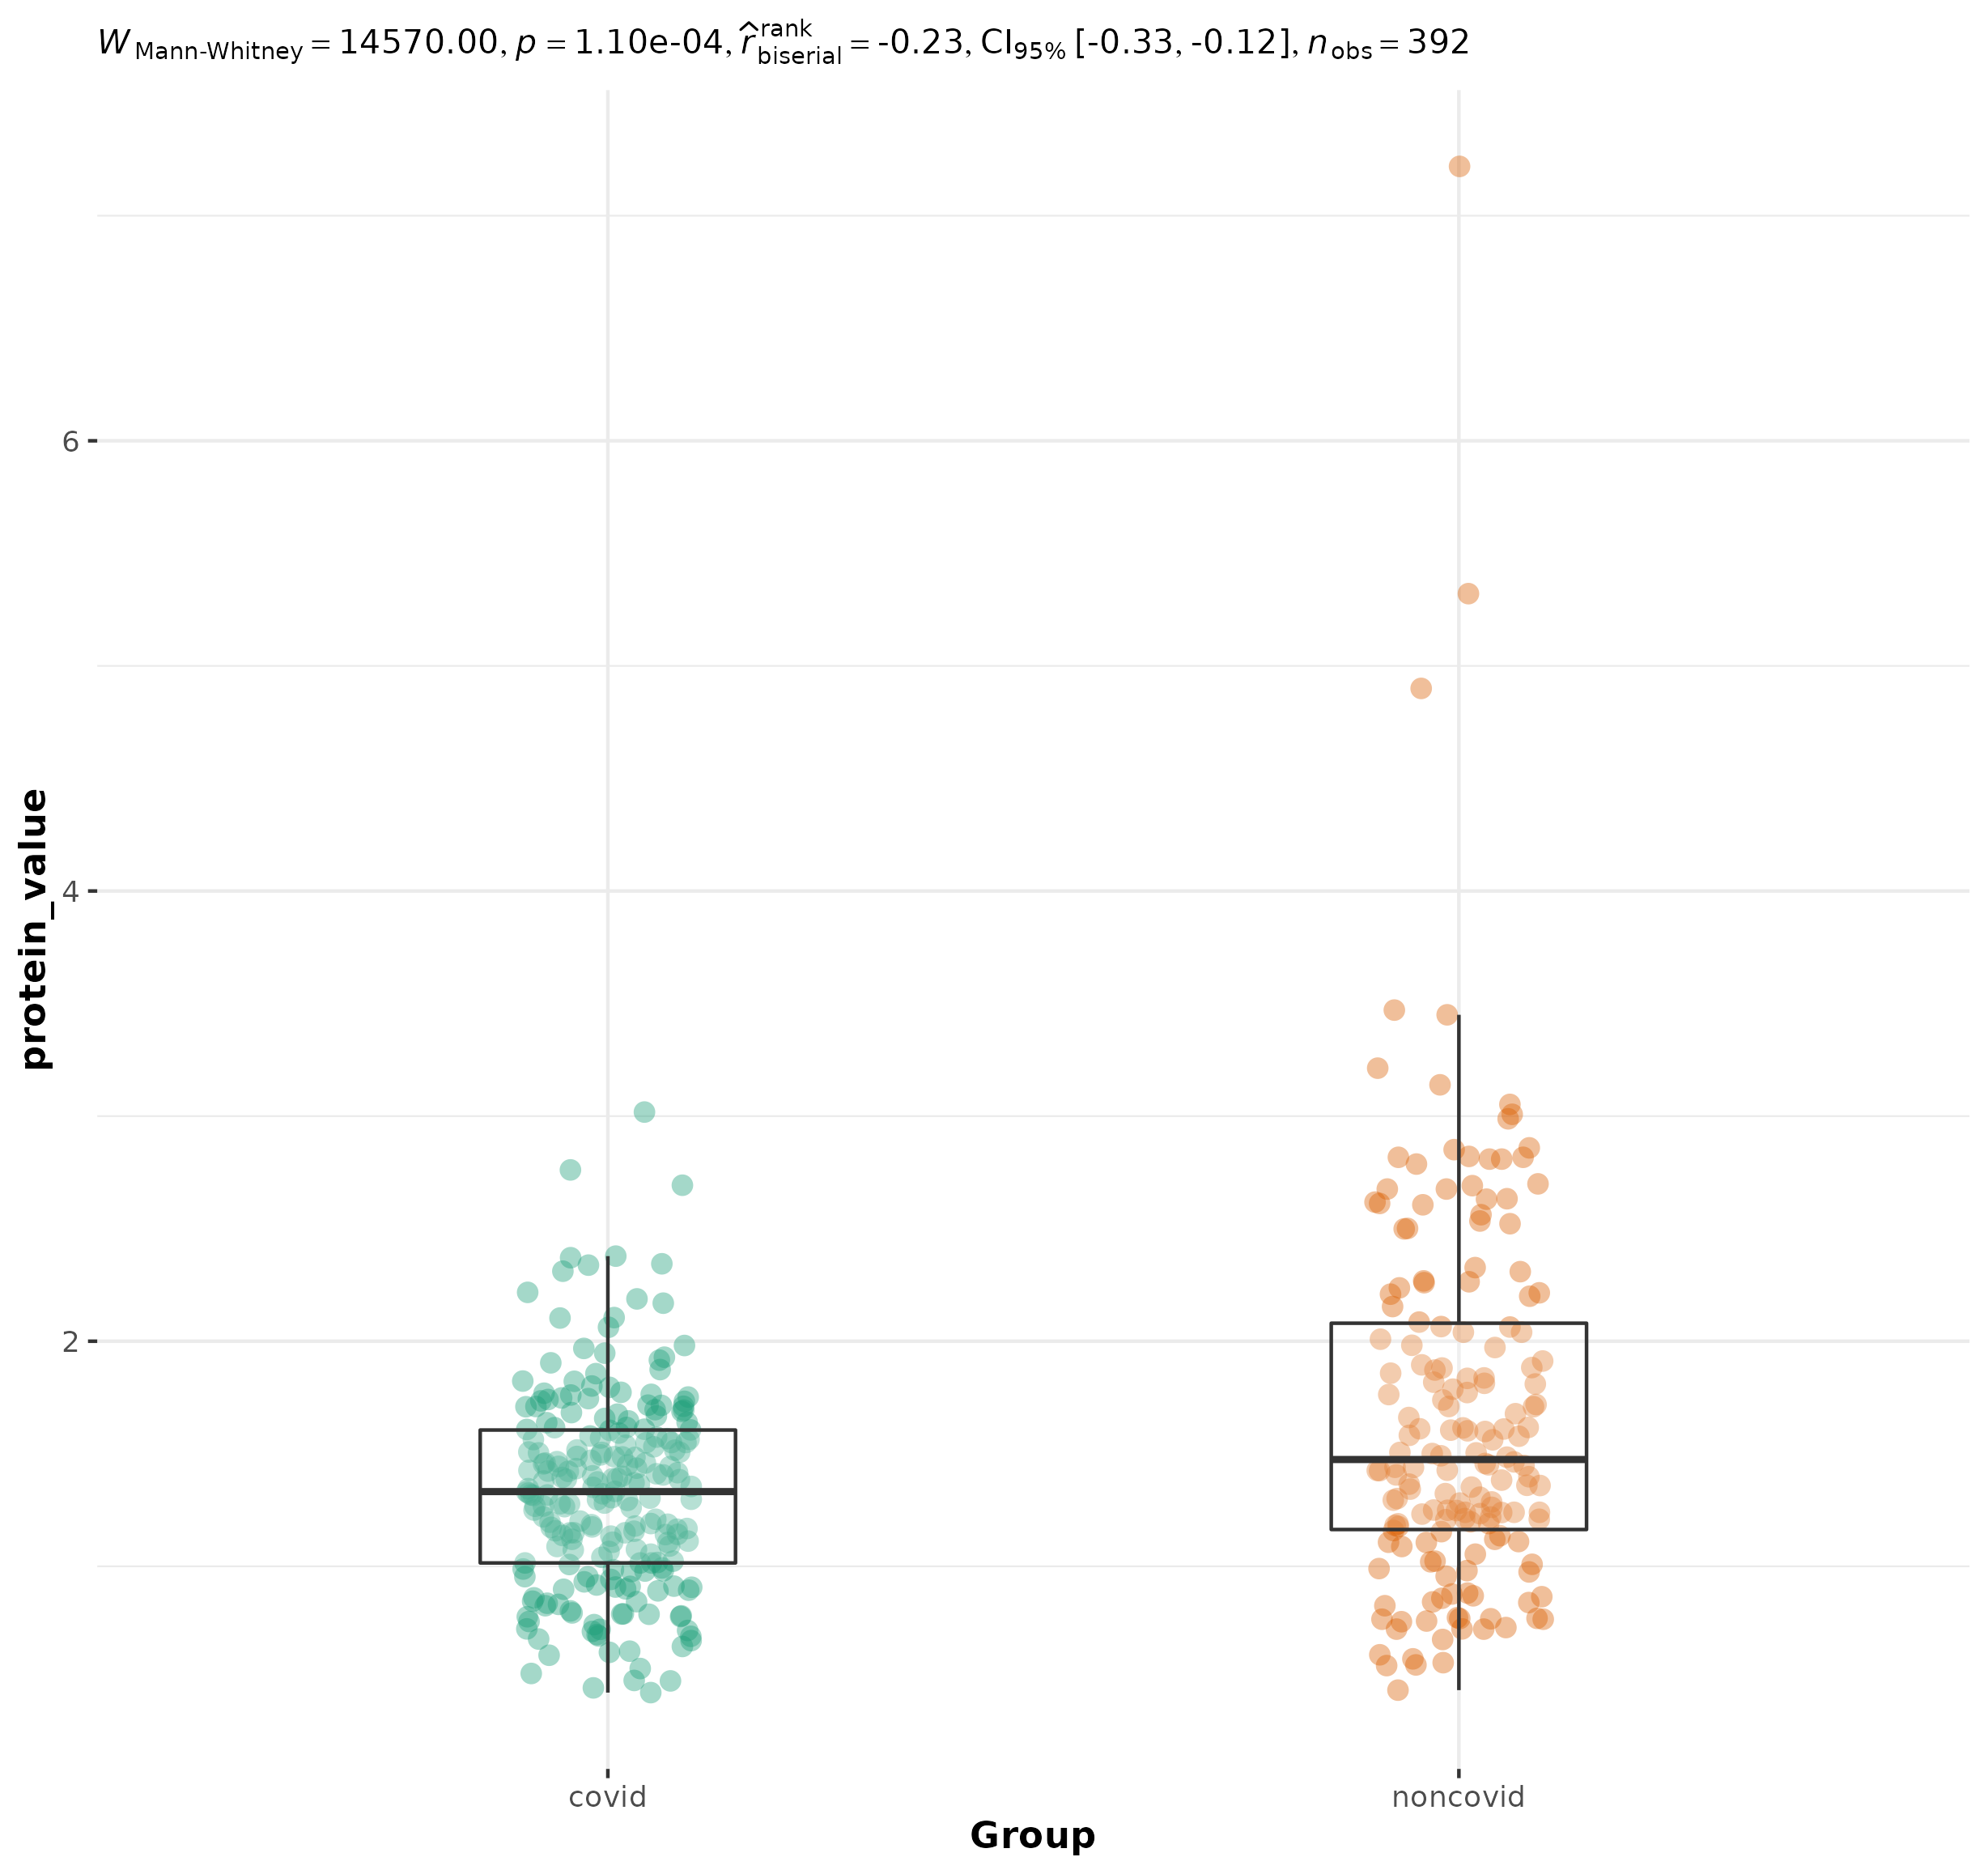 W Mann-Whitney = 14570.00, p = 1.10e-04, r̂ rank biserial = -0.23, CI95% [-0.33, -0.12], nobs = 392
protein_value
6
4
2
covid noncovid
Group